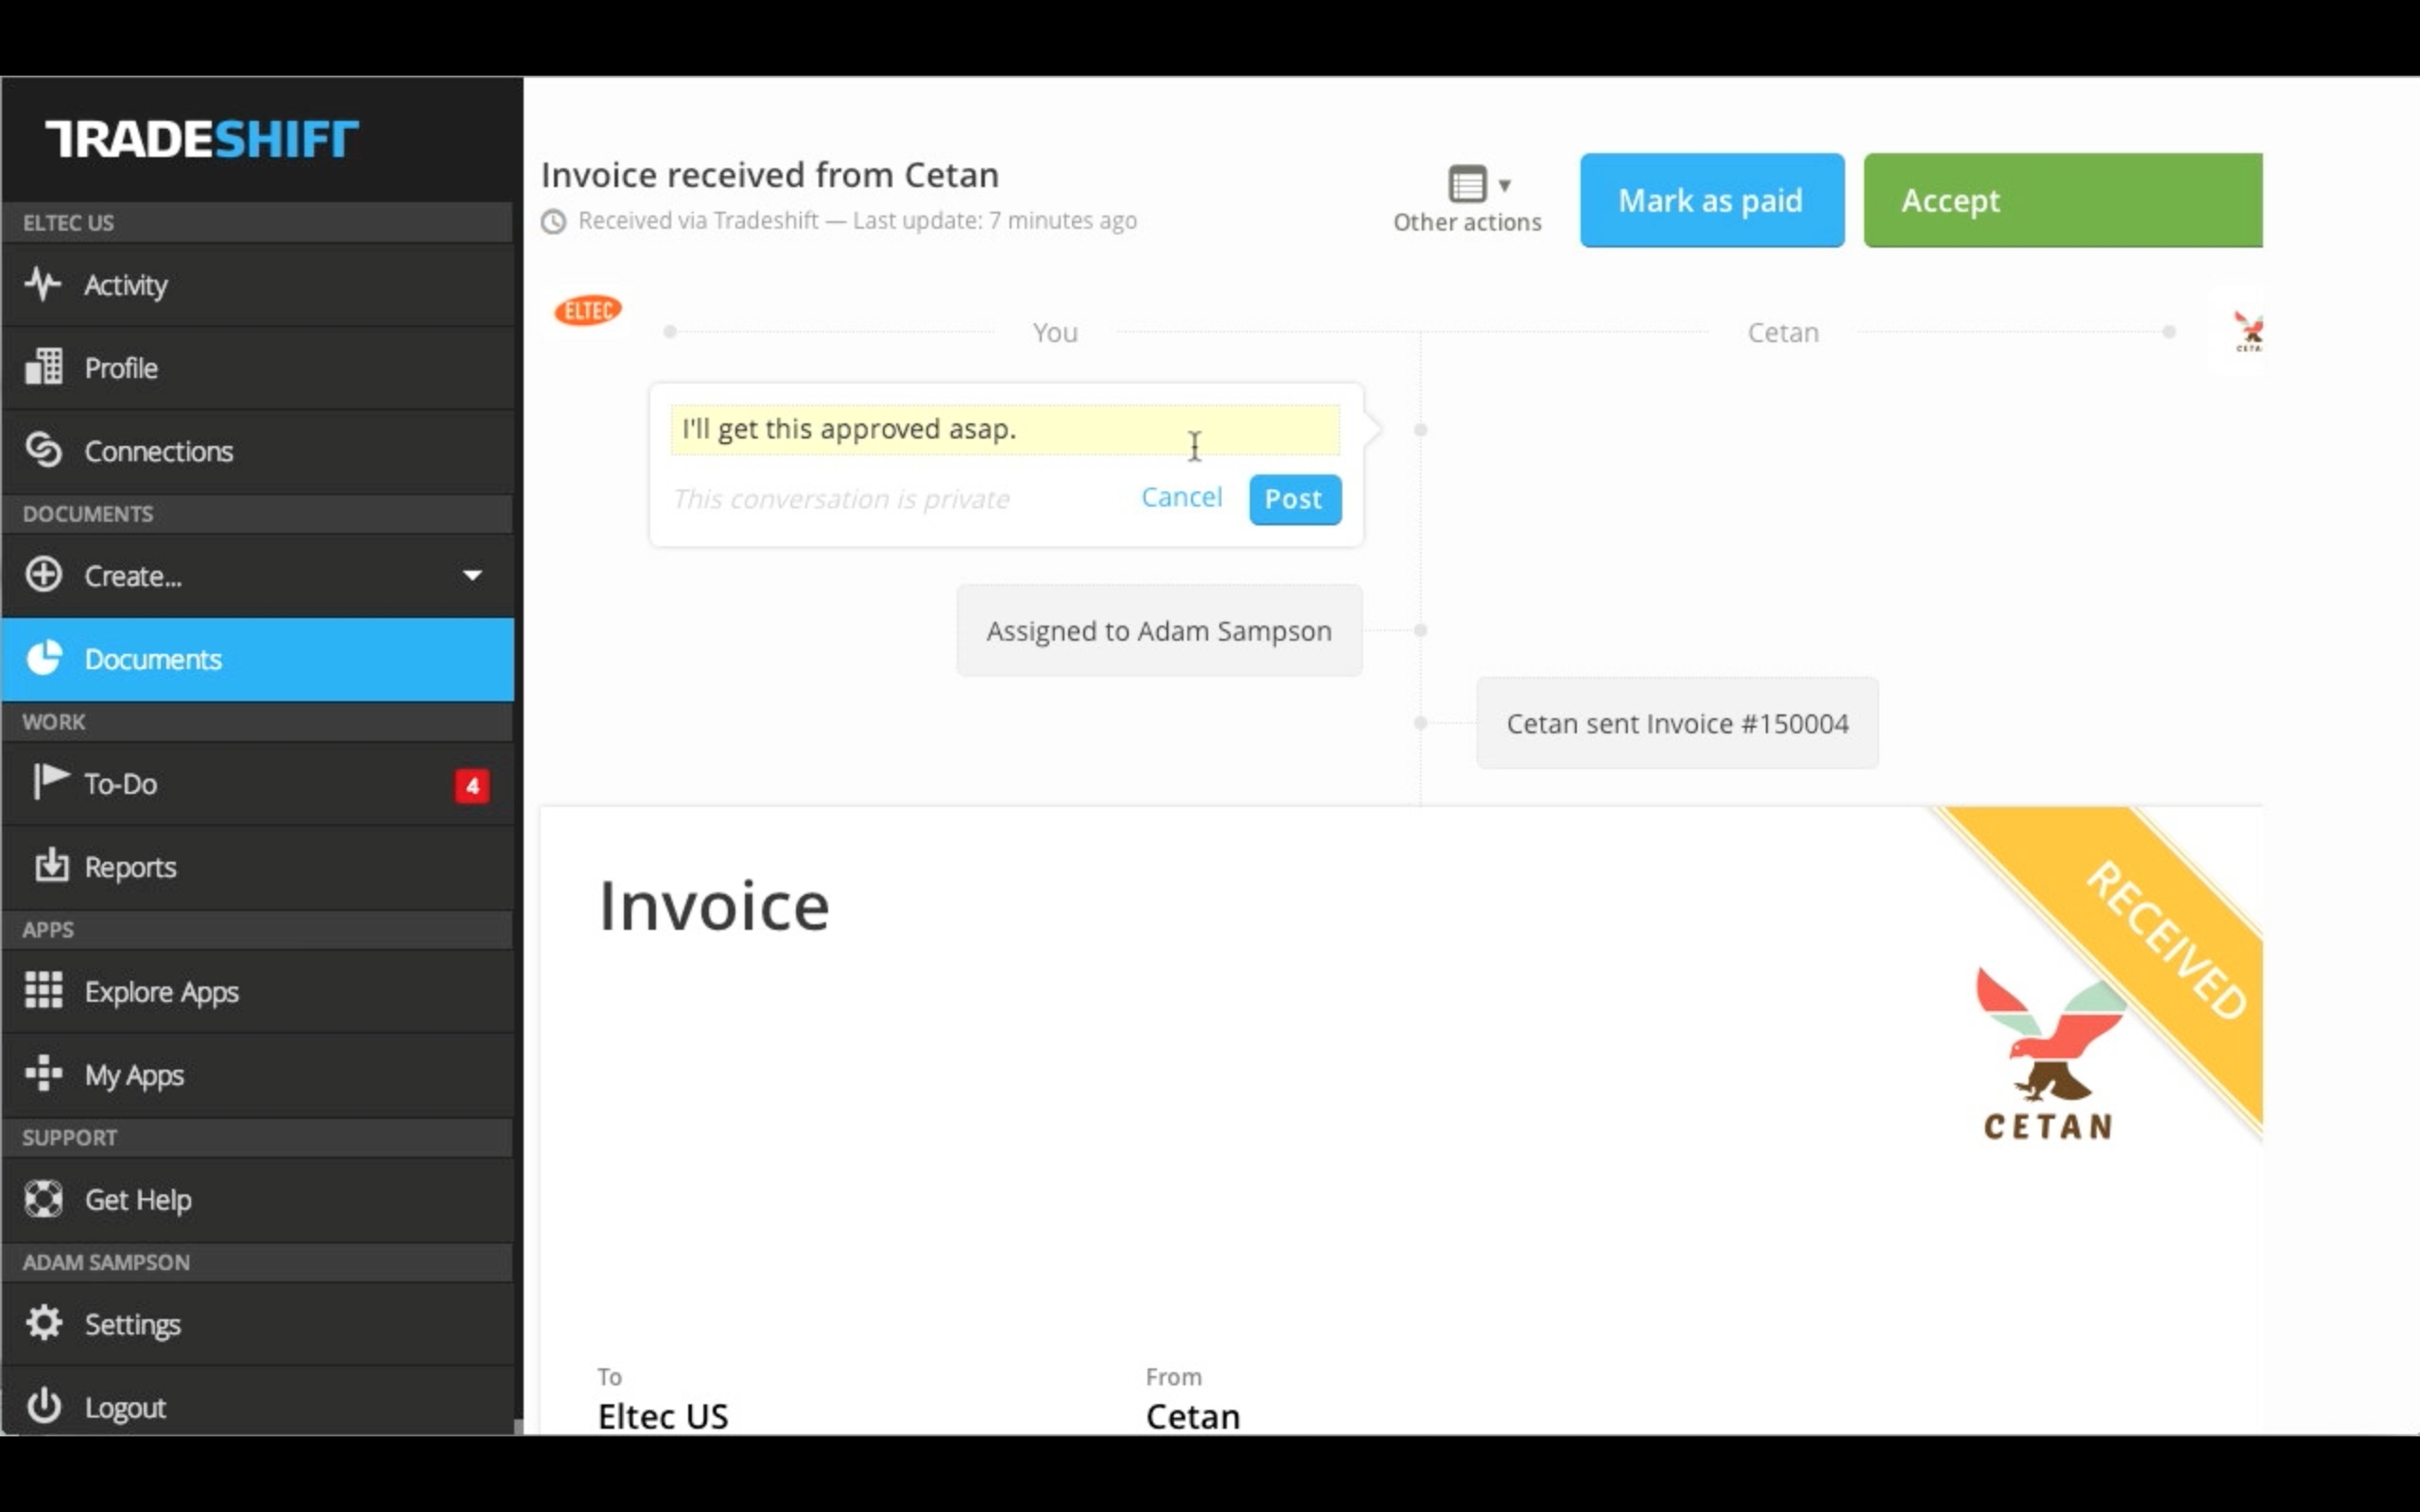 TRADESHIFT
ELTEC US
Activity
Profile
Connections
DOCUMENTS
Create...
Documents
WORK
To-Do
4
Reports
APPS
Explore Apps
My Apps
SUPPORT
Get Help
ADAM SAMPSON
Settings
Logout
Invoice received from Cetan
Received via Tradeshift — Last update: 7 minutes ago
Other actions
Mark as paid
Accept
ELTEC
You
Cetan
CETA
I'll get this approved asap.
This conversation is private
Cancel
Post
Assigned to Adam Sampson
Cetan sent Invoice #150004
Invoice
RECEIVED
CETAN
To
From
Eltec US
Cetan